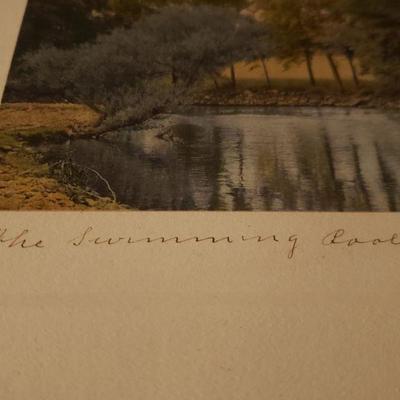 the Swimming Pool